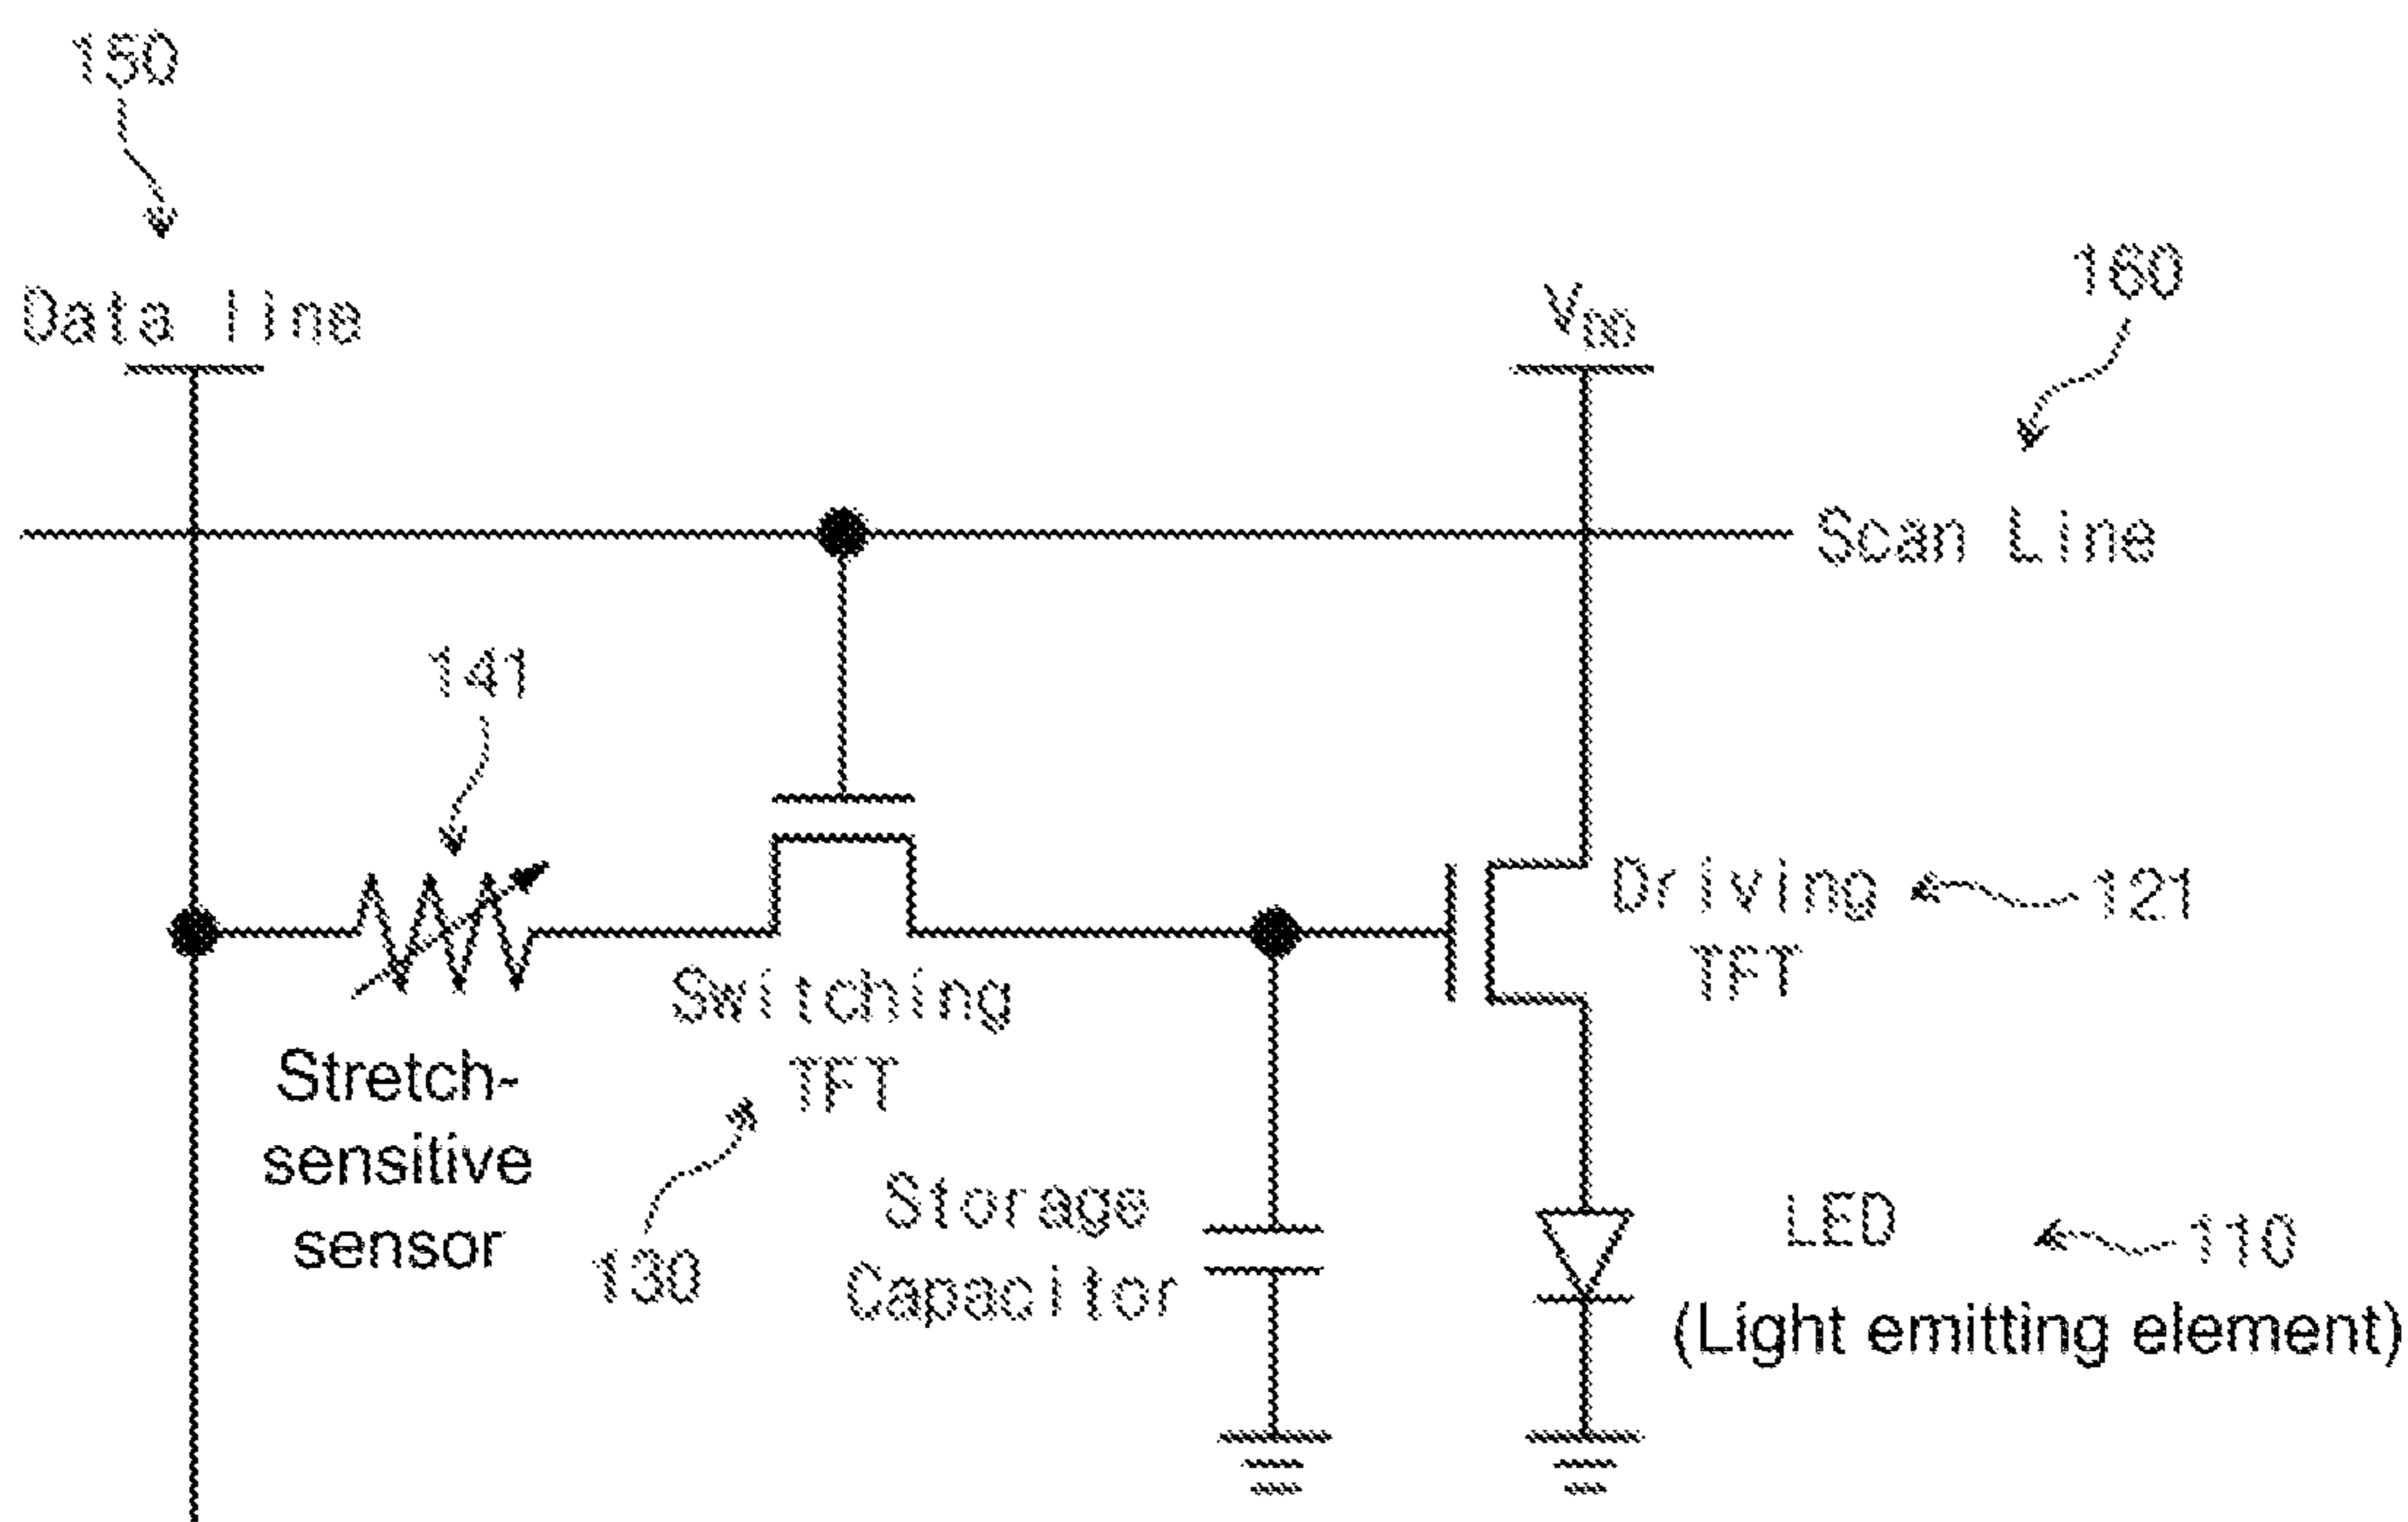 150
Data line
160
V_DD
Scan Line
141
Driving
TFT
121
Switching
TFT
Stretch-
sensitive
sensor
130
Storage
Capacitor
LED
110
(Light emitting element)